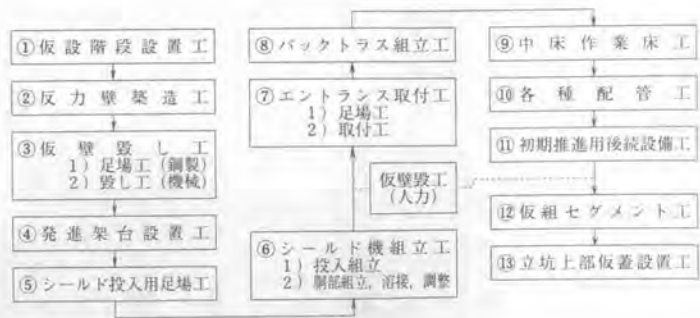 ①仮設階段設置工
②反力壁築造工
③仮壁毀し工
1）足場工（鋼製）
2）毀し工（機械）
④発進架台設置工
⑤シールド投入用足場工
⑥シールド機組立工
1）投入組立
2）胴部組立，溶接，調整
仮壁毀工
（人力）
⑦エントランス取付工
1）足場工
2）取付工
⑧バックトラス組立工
⑨中床作業床工
⑩各種配管工
⑪初期推進用後続設備工
⑫仮組セグメント工
⑬立坑上部仮蓋設置工